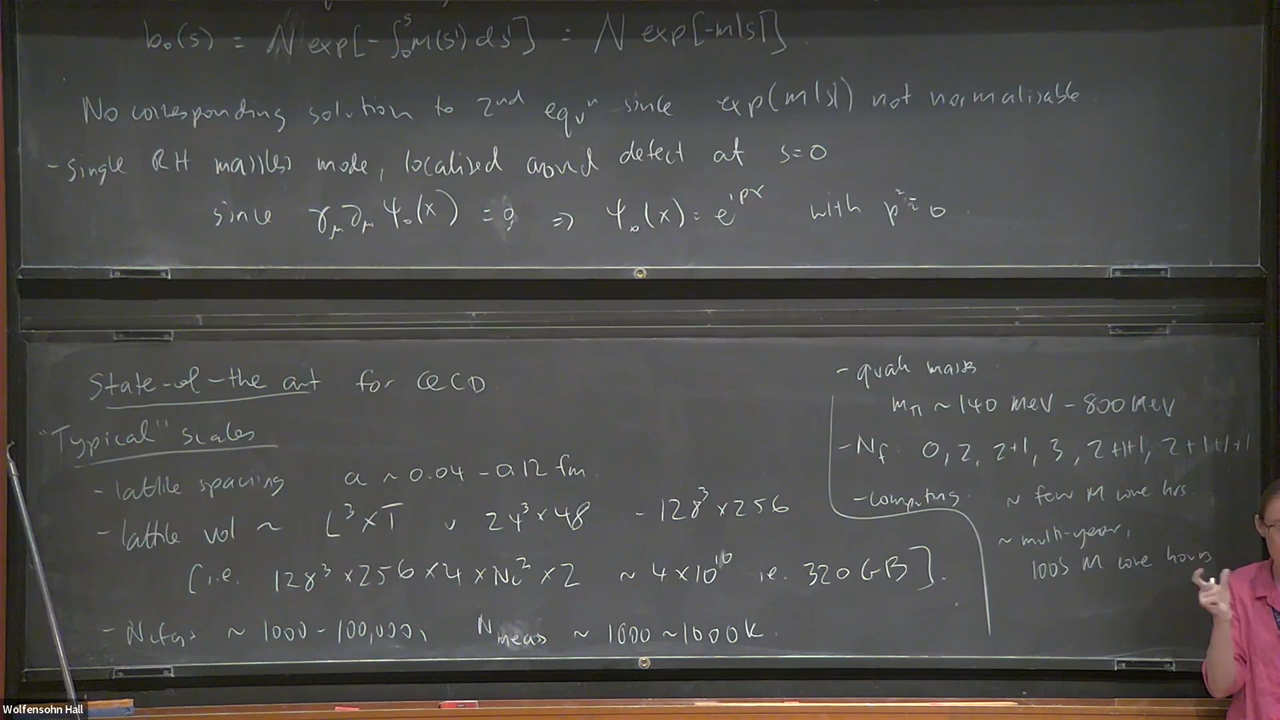 b₀(s) = N exp[-∫₀ˢ m(s') ds'] = N exp[-m|s|].
No corresponding solution to 2nd eqn since exp(m|s|) not normalisable.
- Single RH massless mode, localised around defect at s=0
since γμ ∂μ Ψ₀(x) = 0, => Ψ₀(x) = e^ipx with p² = 0
State-of-the art for QCD
"Typical" scales
- lattice spacing a ~ 0.04 - 0.12 fm.
- lattice vol ~ L³×T ~ 24³×48 - 128³×256
[i.e. 128³×256×4×Nc²×2 ~ 4×10¹⁰ i.e. 320 GB].
- Ncfgs ~ 1000 - 100,000, Nmeas ~ 1000 ~ 1000K.
- quark masses.
mπ ~ 140 MeV - 800 MeV
- Nf. 0, 2, 2+1, 3, 2+1+1, 2+1+1+1
- computing. ~ few M core hrs.
~ multi-year,
100s M core hours
Wolfensohn Hall